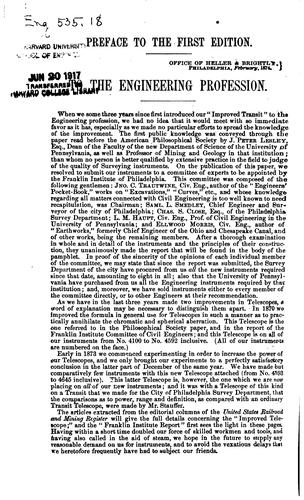 Eng 535.18
HARVARD UNIVERSITY
SCHOOL OF ENGIN
JUN 20 1917
TRANSFERRED TO
HARVARD COLLEGE LIBRARY
PREFACE TO THE FIRST EDITION.
OFFICE OF HELLER & BRIGHTLY,
PHILADELPHIA, February, 1874.
THE ENGINEERING PROFESSION.
When we some three years since first introduced our "Improved Transit" to the
Engineering profession, we had no idea that it would meet with so immediate
favor as it has, especially as we made no particular efforts to spread the knowledge
of the improvement. The first public knowledge was conveyed through the
paper read before the American Philosophical Society by J. PETER LESLEY,
Esq., Dean of the Faculty of the new Department of Science of the University of
Pennsylvania, as well as Professor of Mining and Geology in that institution;
than whom no person is better qualified by extensive practice in the field to judge
of the quality of Surveying instruments. On the publication of this paper, we
resolved to submit our instruments to a committee of experts to be appointed by the
Franklin Institute of Philadelphia. This committee was composed of the
following gentlemen: JNO. C. TRAUTWINE, Civ. Eng., author of the "Engineers'
Pocket-Book," works on "Excavations," "Curves," etc., and whose knowledge
regarding all matters connected with Civil Engineering is too well known to need
recapitulation, was Chairman; SAML. L. SMEDLEY, Chief Engineer and Sur-
veyor of the city of Philadelphia; CHAS. S. CLOSE, Esq., of the Philadelphia
Survey Department; L. M. HAUPT, Civ. Eng., Prof. of Civil Engineering in the
University of Pennsylvania; and ELLWOOD MORRIS, Civ. Eng., author of
"Earthworks," formerly Chief Engineer of the Ohio and Chesapeake Canal, and
of other works, being the remaining members. After a thorough examination
in whole and in detail of the instruments and the principles of their construc-
tion, they unanimously made the report that will be found in the body of the
pamphlet. In proof of the sincerity of the opinions of each individual member
of the committee, we may state that since the report was submitted, the Survey
Department of the city have procured from us all the new instruments required
since that date, amounting to eight in all; also that the University of Pennsyl-
vania have purchased from us all the Engineering instruments required by that
institution; and, moreover, we have sold instruments either to every member of
the committee direct, or to other Engineers at their recommendation.
As we have in the last three years made two improvements in Telescopes, a
word of explanation may be necessary to distinguish them apart. In 1870 we
improved the formula in general use for Telescopes in such a manner as to prac-
tically annihilate the chromatic and spherical aberration. This Telescope is the
one referred to in the Philosophical Society paper, and in the report of the
Franklin Institute Committee of Civil Engineers; and this Telescope is on all of
our instruments from No. 4100 to No. 4592 inclusive. (All of our instruments
are numbered on the face.)
Early in 1873 we commenced experimenting in order to increase the power of
our Telescopes, and we only brought our experiments to a perfectly satisfactory
conclusion in the latter part of December of the same year. We have made but
comparatively few instruments with this new Telescope attached (from No. 4593
to 4645 inclusive). This latter Telescope is, however, the one which we are now
placing on all of our new instruments; and it was with a Telescope of this kind
on a Transit that we made for the City of Philadelphia Survey Department, that
the comparisons as to power, range and definition, as compared with an ordinary
Transit Telescope, were made by Mr. Stauffer.
The articles extracted from the editorial columns of the United States Railroad
and Mining Register will give the full details concerning the "Improved Tele-
scope;" and the "Franklin Institute Report" first sees the light in these pages.
Having within a short time doubled our force of skilled workmen and tools, and
having also called in the aid of steam, we hope in the future to supply any
reasonable demand on us for instruments, and to avoid the vexatious delays that
we heretofore frequently have had to subject our friends.